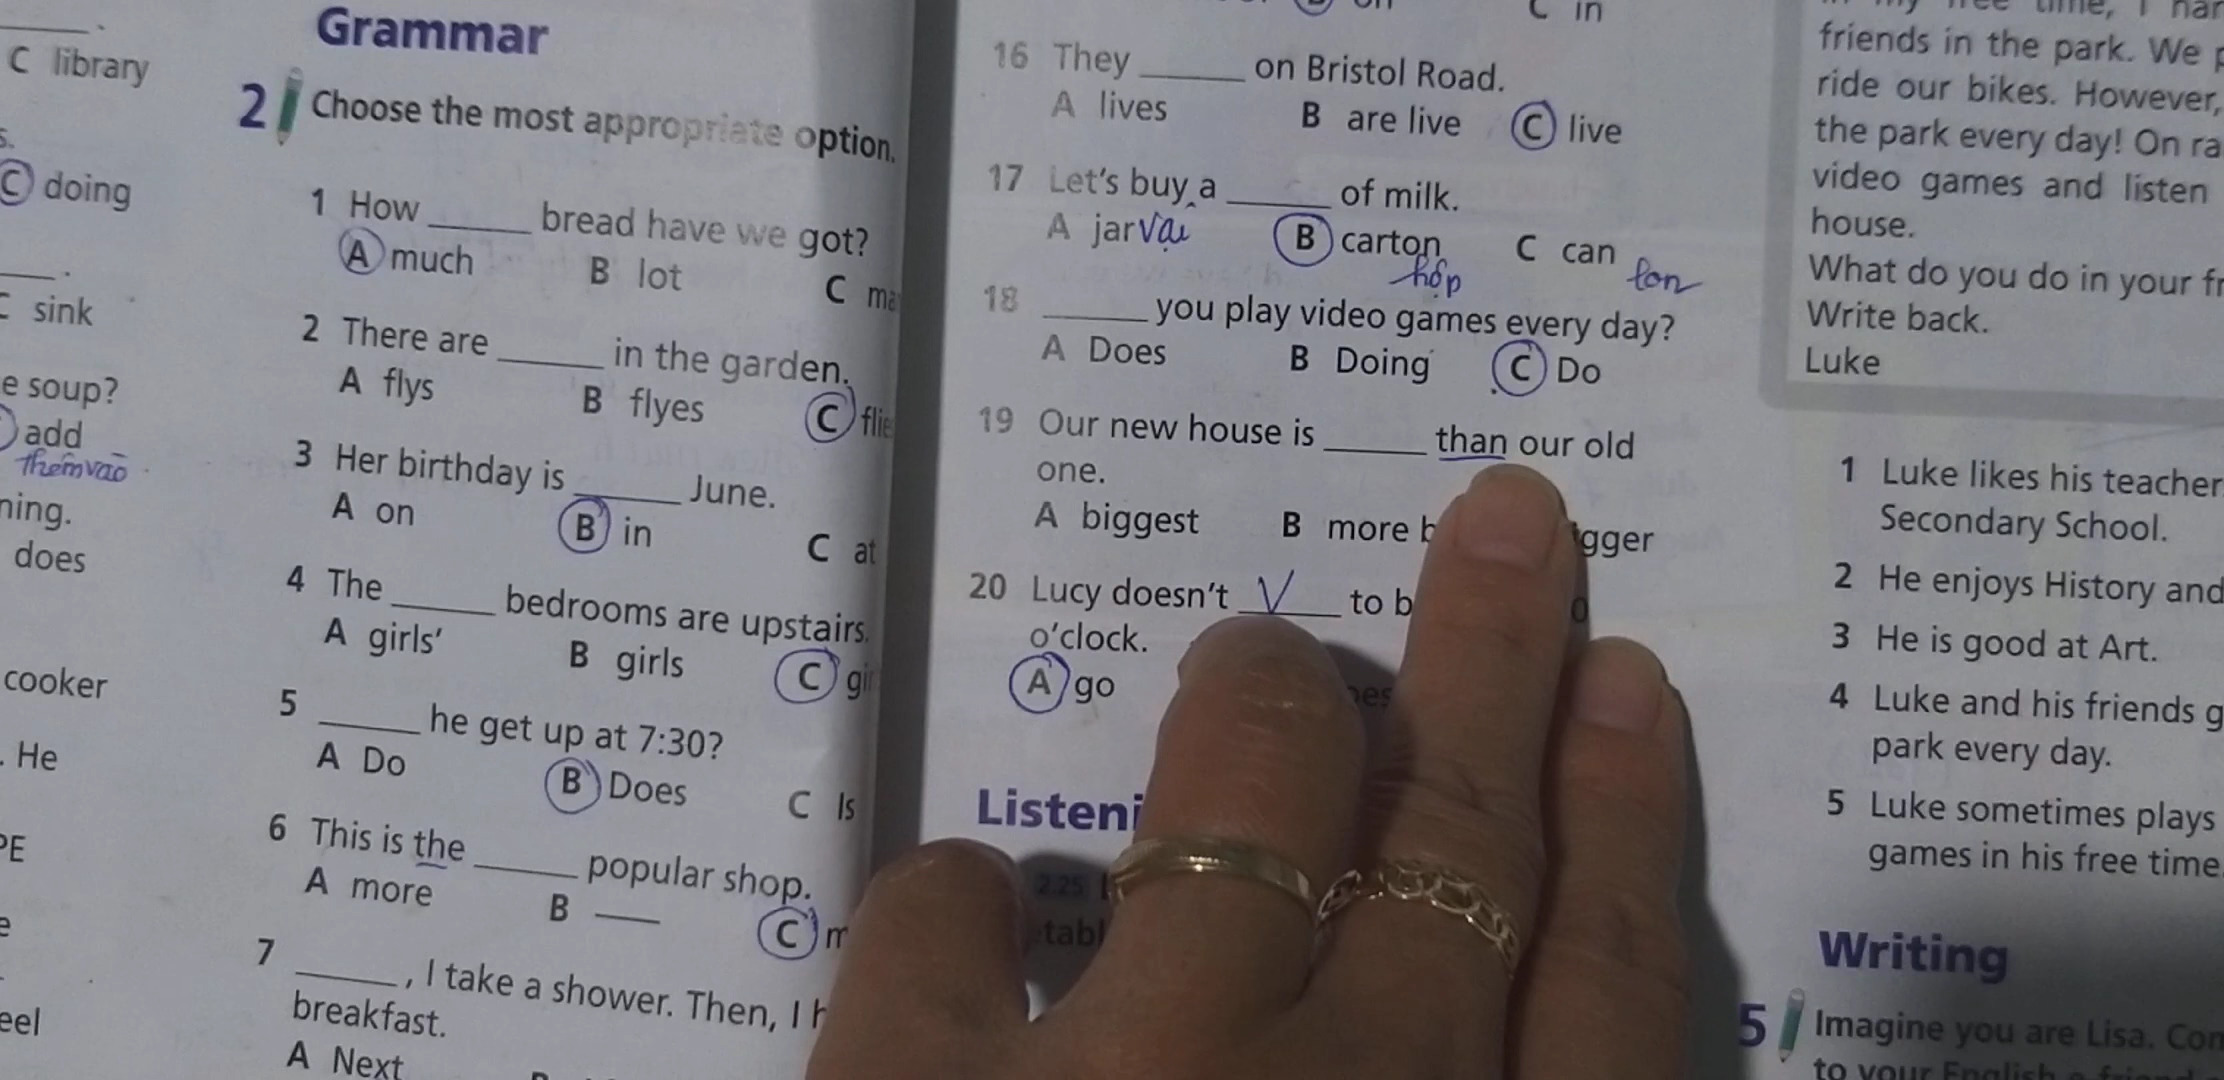 C library
C doing
C sink
e soup?
add
thêm vào
ning.
does
cooker
. He
PE
eel
Grammar
2 Choose the most appropriate option.
1 How ______ bread have we got?
A much B lot C
2 There are ______ in the garden.
A flys B flyes C
3 Her birthday is ______ June.
A on B in C at
4 The ______ bedrooms are upstairs.
A girls' B girls C
5 ______ he get up at 7:30?
A Do B Does C Is
6 This is the ______ popular shop.
A more B ___ C
7 ______, I take a shower. Then, I
breakfast.
A Next
C in
16 They ______ on Bristol Road.
A lives B are live C live
17 Let's buy a ______ of milk.
A jar B carton C can
hộp lon
18 ______ you play video games every day?
A Does B Doing C Do
19 Our new house is ______ than our old
one.
A biggest B more
20 Lucy doesn't __V__ to
o'clock.
A go
2.25
time, I
friends in the park. We
ride our bikes. However,
the park every day! On
video games and listen
house.
What do you do in your
Write back.
Luke
1 Luke likes his teacher
Secondary School.
2 He enjoys History and
3 He is good at Art.
4 Luke and his friends
park every day.
5 Luke sometimes plays
games in his free time.
Writing
5 Imagine you are Lisa.
to your English